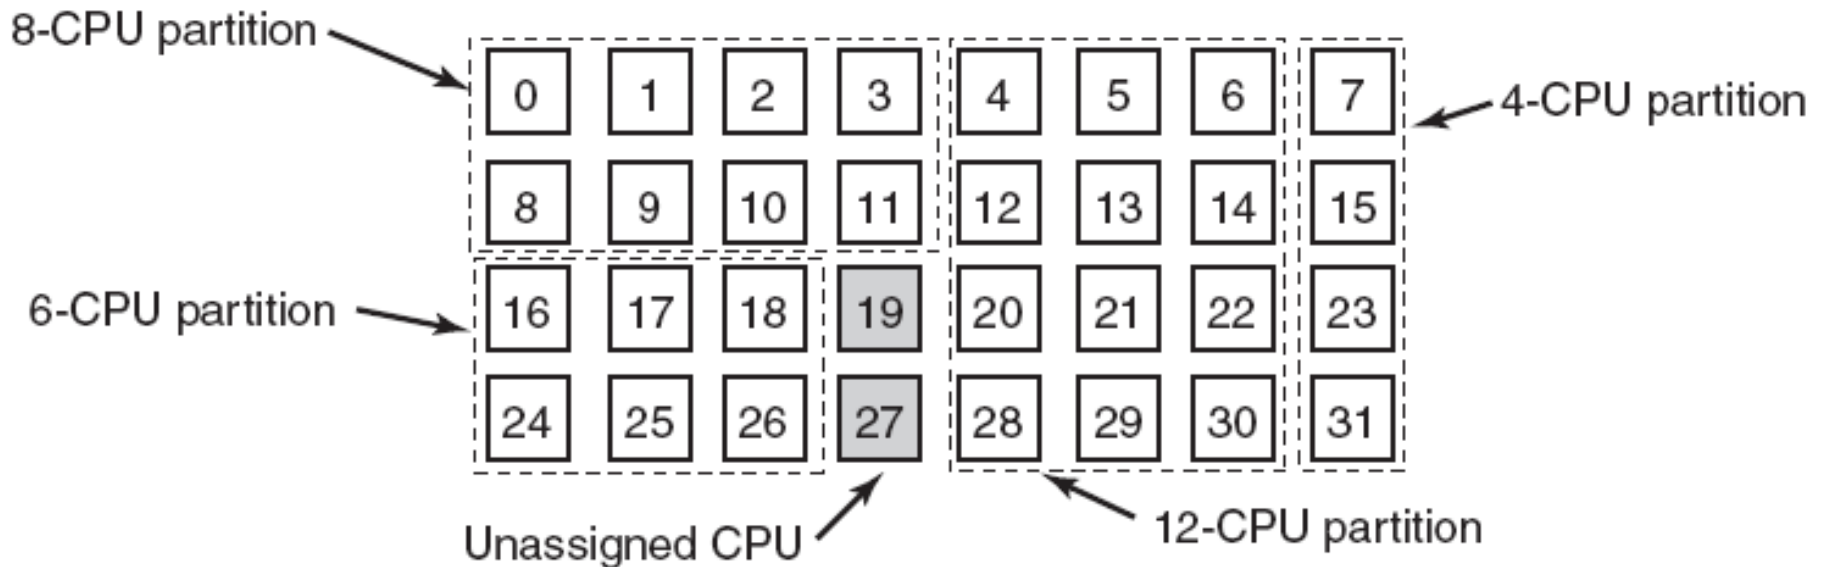 8-CPU partition
0 1 2 3 4 5 6 7
4-CPU partition
8 9 10 11 12 13 14 15
6-CPU partition
16 17 18 19 20 21 22 23
24 25 26 27 28 29 30 31
Unassigned CPU
12-CPU partition